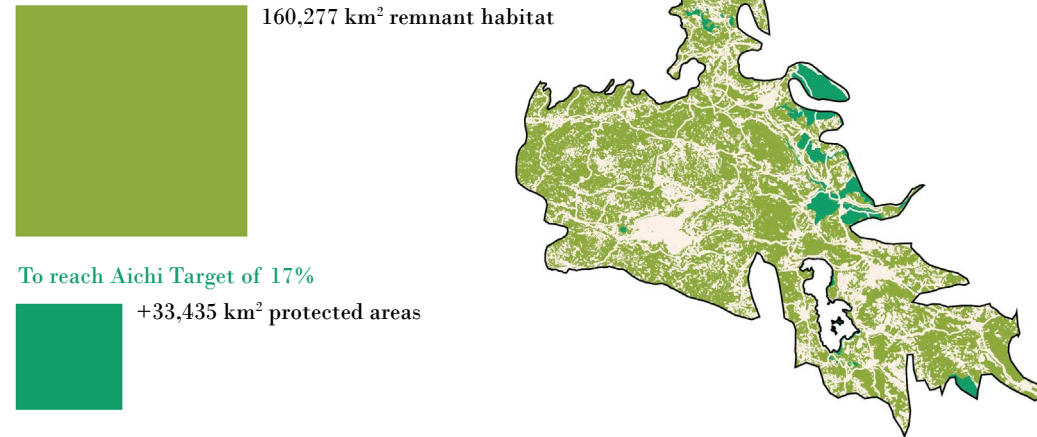 160,277 km² remnant habitat
To reach Aichi Target of 17%
+33,435 km² protected areas